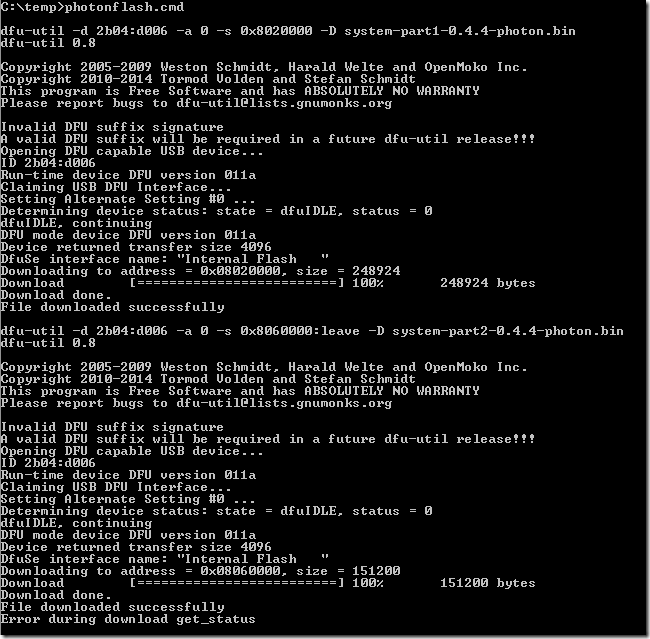 C:\temp>photonflash.cmd
dfu-util -d 2b04:d006 -a 0 -s 0x8020000 -D system-part1-0.4.4-photon.bin
dfu-util 0.8
Copyright 2005-2009 Weston Schmidt, Harald Welte and OpenMoko Inc.
Copyright 2010-2014 Tormod Volden and Stefan Schmidt
This program is Free Software and has ABSOLUTELY NO WARRANTY
Please report bugs to dfu-util@lists.gnumonks.org
Invalid DFU suffix signature
A valid DFU suffix will be required in a future dfu-util release!!!
Opening DFU capable USB device...
ID 2b04:d006
Run-time device DFU version 011a
Claiming USB DFU Interface...
Setting Alternate Setting #0 ...
Determining device status: state = dfuIDLE, status = 0
dfuIDLE, continuing
DFU mode device DFU version 011a
Device returned transfer size 4096
DfuSe interface name: "Internal Flash   "
Downloading to address = 0x08020000, size = 248924
Download        [=========================] 100%       248924 bytes
Download done.
File downloaded successfully
dfu-util -d 2b04:d006 -a 0 -s 0x8060000:leave -D system-part2-0.4.4-photon.bin
dfu-util 0.8
Copyright 2005-2009 Weston Schmidt, Harald Welte and OpenMoko Inc.
Copyright 2010-2014 Tormod Volden and Stefan Schmidt
This program is Free Software and has ABSOLUTELY NO WARRANTY
Please report bugs to dfu-util@lists.gnumonks.org
Invalid DFU suffix signature
A valid DFU suffix will be required in a future dfu-util release!!!
Opening DFU capable USB device...
ID 2b04:d006
Run-time device DFU version 011a
Claiming USB DFU Interface...
Setting Alternate Setting #0 ...
Determining device status: state = dfuIDLE, status = 0
dfuIDLE, continuing
DFU mode device DFU version 011a
Device returned transfer size 4096
DfuSe interface name: "Internal Flash   "
Downloading to address = 0x08060000, size = 151200
Download        [=========================] 100%       151200 bytes
Download done.
File downloaded successfully
Error during download get_status